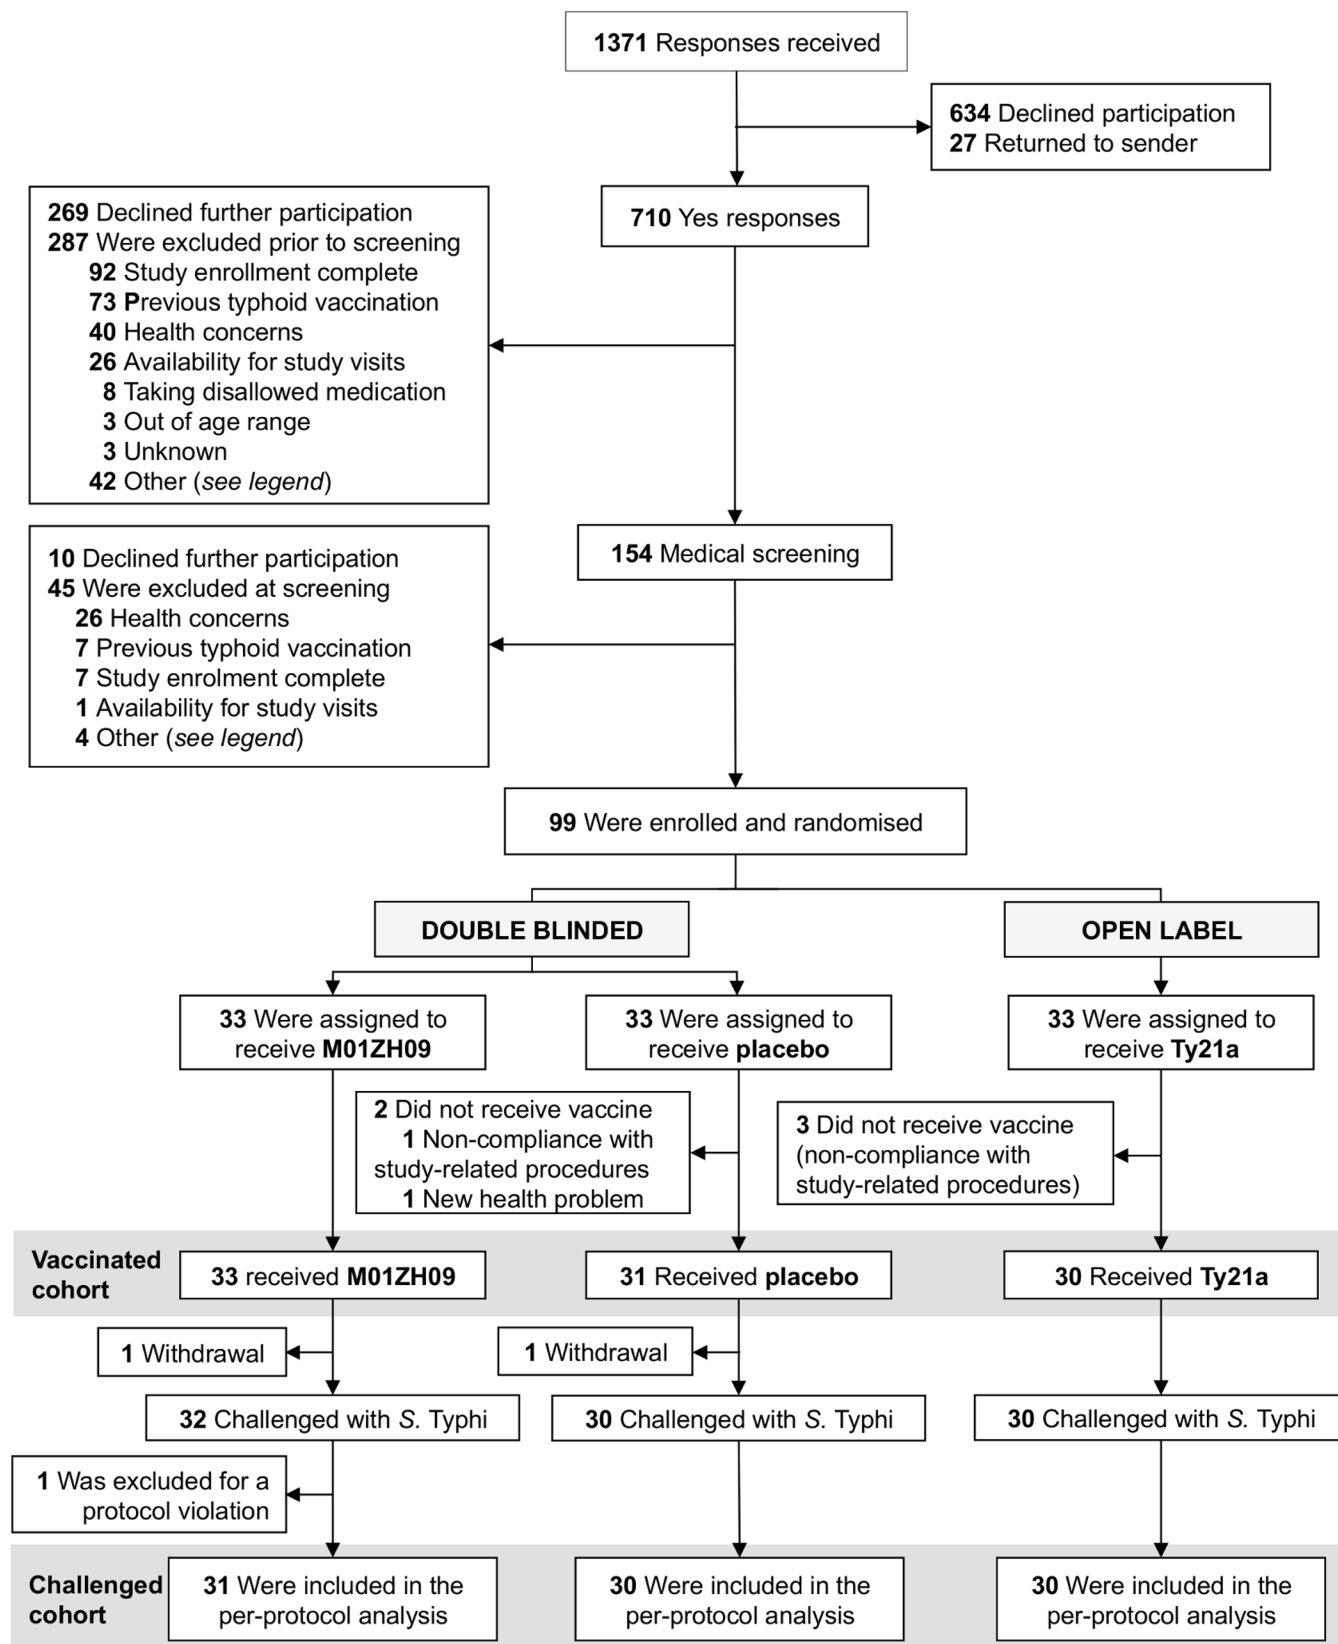 1371 Responses received
634 Declined participation
27 Returned to sender
710 Yes responses
269 Declined further participation
287 Were excluded prior to screening
92 Study enrollment complete
73 Previous typhoid vaccination
40 Health concerns
26 Availability for study visits
8 Taking disallowed medication
3 Out of age range
3 Unknown
42 Other (see legend)
154 Medical screening
10 Declined further participation
45 Were excluded at screening
26 Health concerns
7 Previous typhoid vaccination
7 Study enrolment complete
1 Availability for study visits
4 Other (see legend)
99 Were enrolled and randomised
DOUBLE BLINDED
OPEN LABEL
33 Were assigned to
receive M01ZH09
33 Were assigned to
receive placebo
33 Were assigned to
receive Ty21a
2 Did not receive vaccine
1 Non-compliance with
study-related procedures
1 New health problem
3 Did not receive vaccine
(non-compliance with
study-related procedures)
Vaccinated
cohort
33 received M01ZH09
31 Received placebo
30 Received Ty21a
1 Withdrawal
1 Withdrawal
32 Challenged with S. Typhi
30 Challenged with S. Typhi
30 Challenged with S. Typhi
1 Was excluded for a
protocol violation
Challenged
cohort
31 Were included in the
per-protocol analysis
30 Were included in the
per-protocol analysis
30 Were included in the
per-protocol analysis